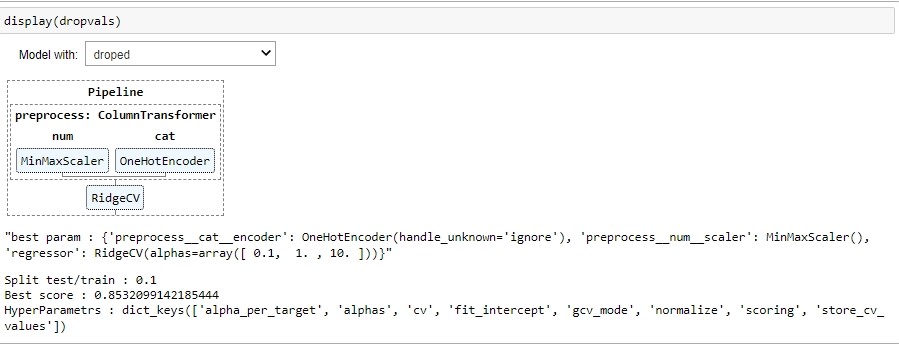 display(dropvals)
Model with: droped
Pipeline
preprocess: ColumnTransformer
num cat
MinMaxScaler OneHotEncoder
RidgeCV
"best param : {'preprocess__cat__encoder': OneHotEncoder(handle_unknown='ignore'), 'preprocess__num__scaler': MinMaxScaler(),
'regressor': RidgeCV(alphas=array([ 0.1,  1. , 10. ]))}"
Split test/train : 0.1
Best score : 0.8532099142185444
HyperParametrs : dict_keys(['alpha_per_target', 'alphas', 'cv', 'fit_intercept', 'gcv_mode', 'normalize', 'scoring', 'store_cv_
values'])